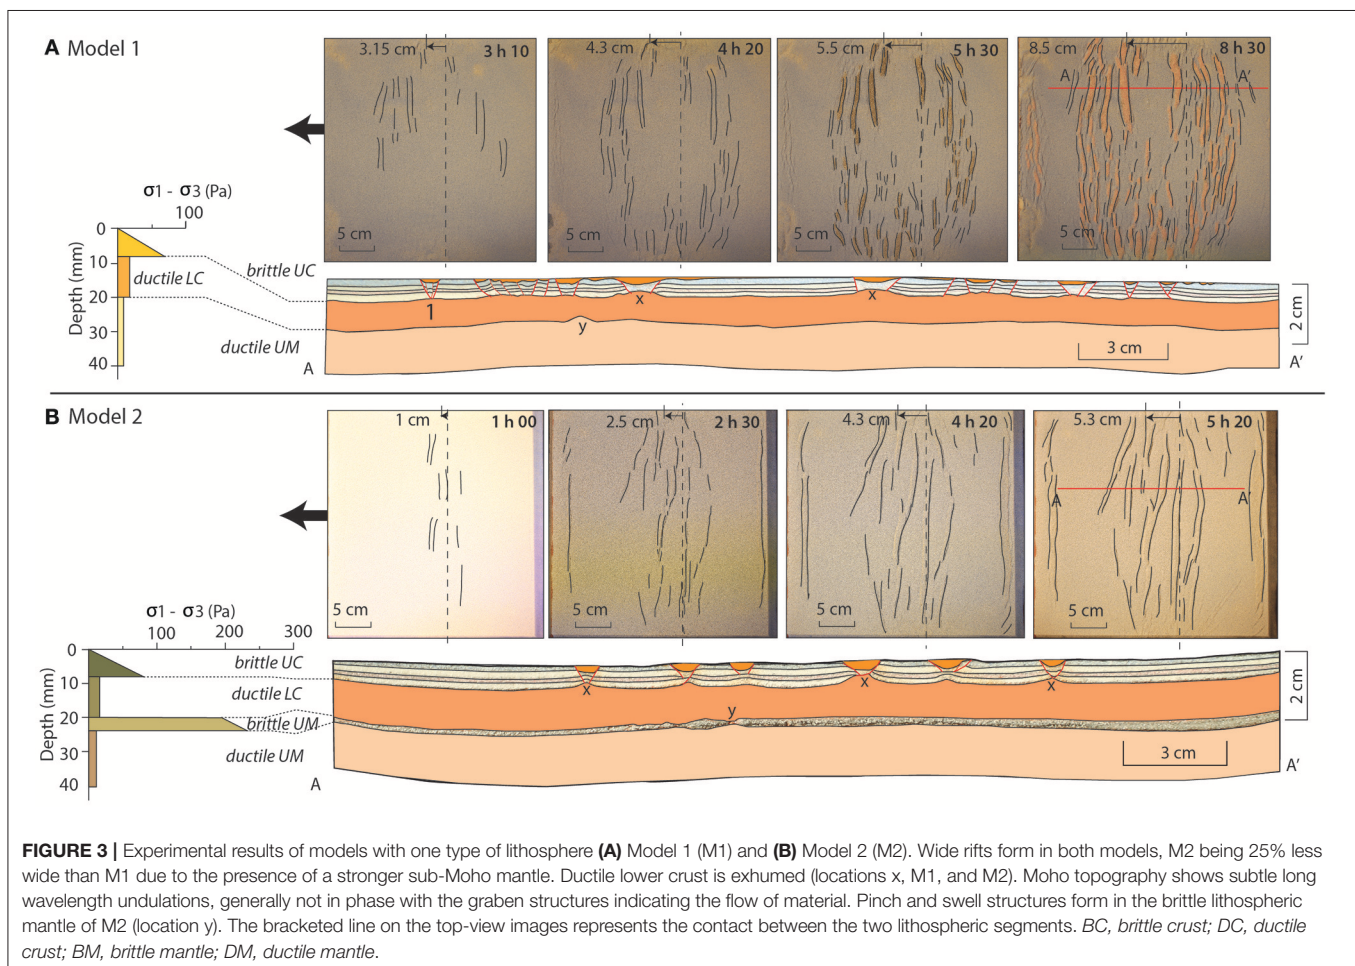 A Model 1
3.15 cm 3 h 10
4.3 cm 4 h 20
5.5 cm 5 h 30
8.5 cm 8 h 30
A A'
5 cm
5 cm
5 cm
5 cm
σ1 - σ3 (Pa)
100
0
10
20
30
40
Depth (mm)
brittle UC
ductile LC
ductile UM
1
x
x
y
2 cm
3 cm
A A'
B Model 2
1 cm 1 h 00
2.5 cm 2 h 30
4.3 cm 4 h 20
5.3 cm 5 h 20
A A'
5 cm
5 cm
5 cm
5 cm
σ1 - σ3 (Pa)
100 200 300
0
10
20
30
40
Depth (mm)
brittle UC
ductile LC
brittle UM
ductile UM
x
x
x
y
2 cm
3 cm
A A'
FIGURE 3 | Experimental results of models with one type of lithosphere (A) Model 1 (M1) and (B) Model 2 (M2). Wide rifts form in both models, M2 being 25% less
wide than M1 due to the presence of a stronger sub-Moho mantle. Ductile lower crust is exhumed (locations x, M1, and M2). Moho topography shows subtle long
wavelength undulations, generally not in phase with the graben structures indicating the flow of material. Pinch and swell structures form in the brittle lithospheric
mantle of M2 (location y). The bracketed line on the top-view images represents the contact between the two lithospheric segments. BC, brittle crust; DC, ductile
crust; BM, brittle mantle; DM, ductile mantle.